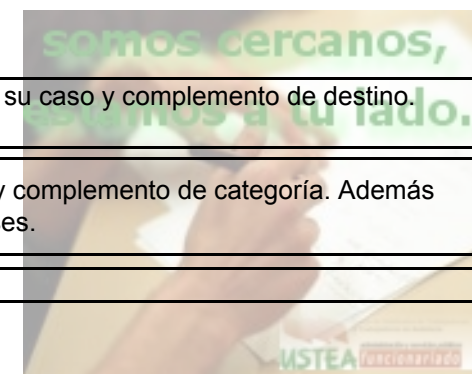 somos cercanos,
su caso y complemento de destino.
estamos a tu lado.
y complemento de categoría. Además
es.
USTEA funcionariado